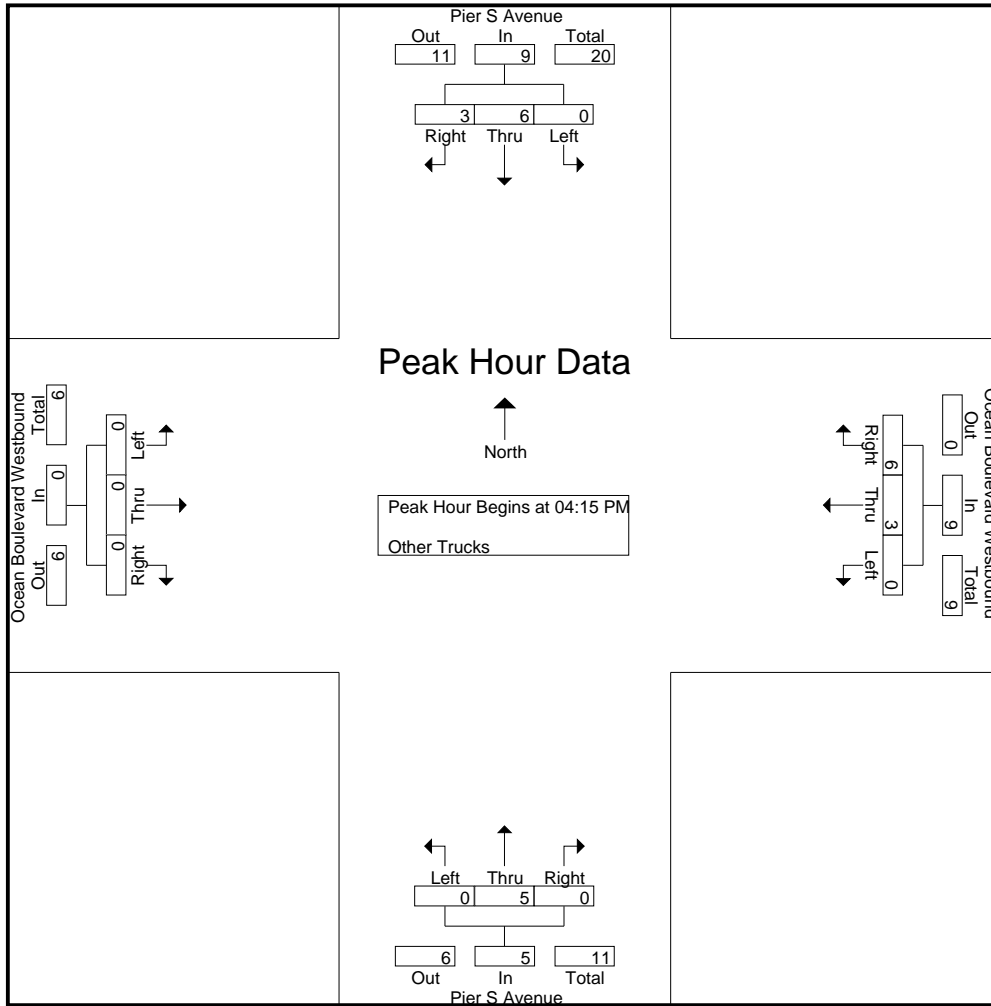 Pier S Avenue
Out In Total
11 9 20
3 6 0
Right Thru Left
Peak Hour Data
North
Peak Hour Begins at 04:15 PM
Other Trucks
Ocean Boulevard Westbound
Total In Out
6 0 6
0 0 0
Left Thru Right
Ocean Boulevard Westbound
Out In Total
0 9 9
6 3 0
Right Thru Left
Left Thru Right
0 5 0
6 5 11
Out In Total
Pier S Avenue